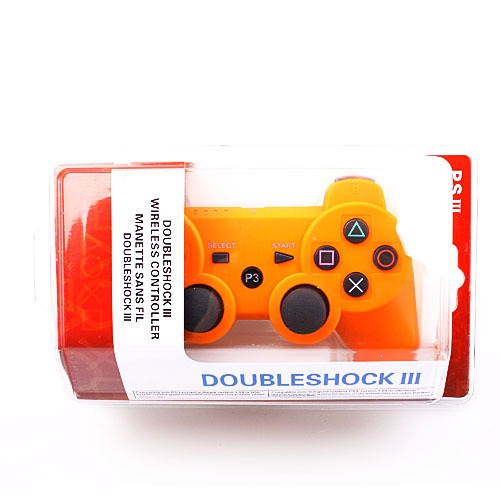 PS III
DOUBLESHOCK III
WIRELESS CONTROLLER
MANETTE SANS FIL
DOUBLESHOCK III
SELECT
START
P3
DOUBLESHOCK III